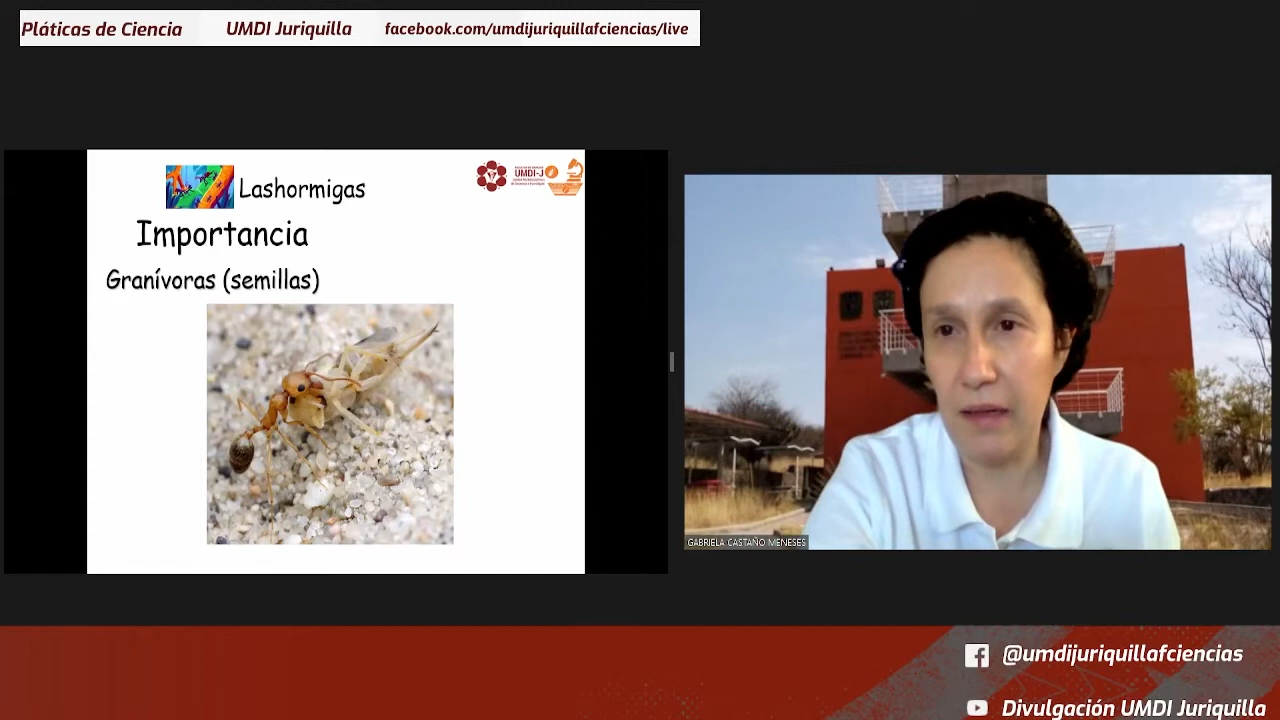 Pláticas de Ciencia UMDI Juriquilla facebook.com/umdijuriquillafciencias/live
Lashormigas
UMDI-J
Importancia
Granívoras (semillas)
GABRIELA CASTAÑO MENESES
@umdijuriquillafciencias
Divulgación UMDI Juriquilla